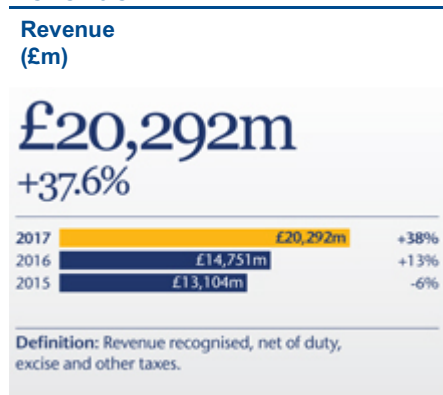 Revenue
(£m)
£20,292m
+37.6%
2017 £20,292m +38%
2016 £14,751m +13%
2015 £13,104m -6%
Definition: Revenue recognised, net of duty,
excise and other taxes.